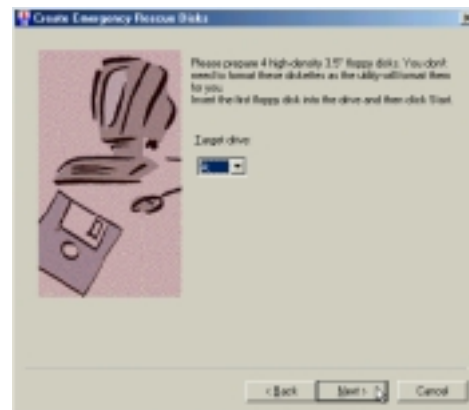 Create Emergency Rescue Disks
Please prepare 4 high-density 3.5" floppy disks. You don't
need to format these diskettes as the utility will format them
for you.
Insert the first floppy disk into the drive and then click Start.
Target drive
< Back
Next >
Cancel